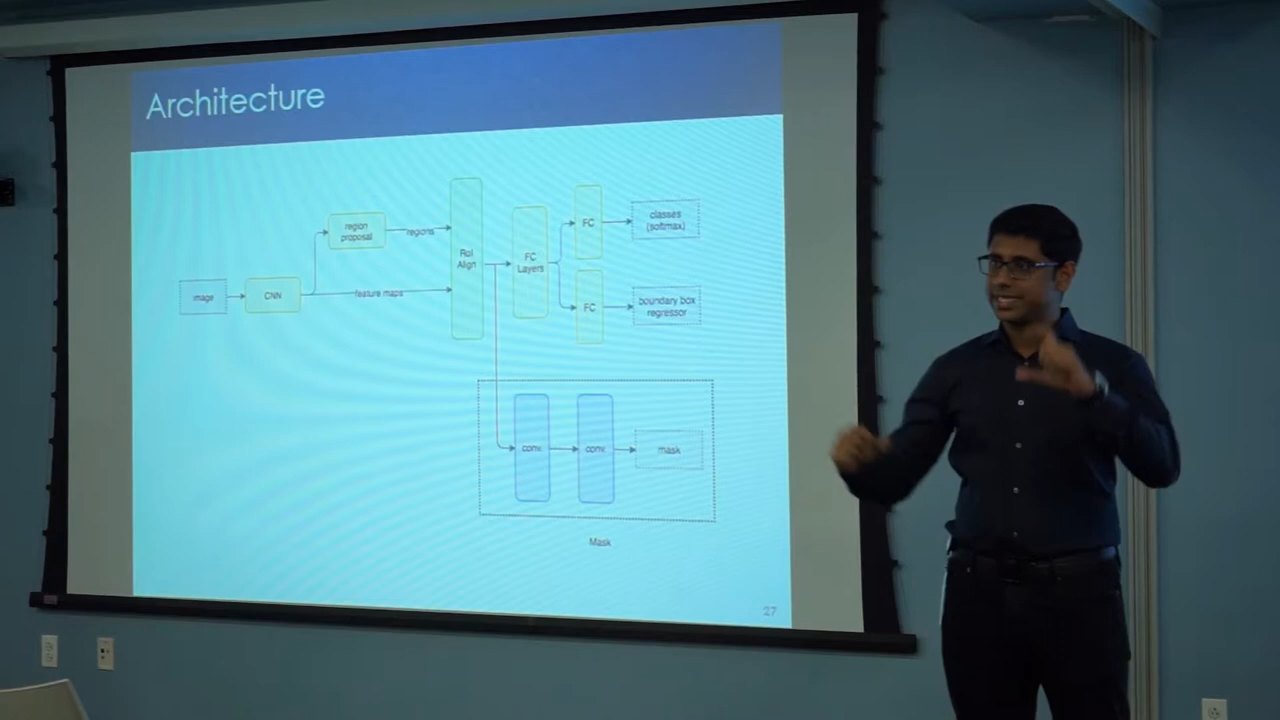 Architecture
image
CNN
region
proposal
regions
feature maps
RoI
Align
FC
Layers
FC
classes
(softmax)
FC
boundary box
regressor
conv
conv
mask
Mask
27